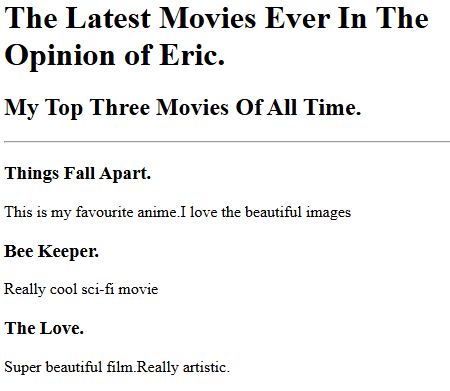 The Latest Movies Ever In The
Opinion of Eric.
My Top Three Movies Of All Time.
Things Fall Apart.
This is my favourite anime.I love the beautiful images
Bee Keeper.
Really cool sci-fi movie
The Love.
Super beautiful film.Really artistic.